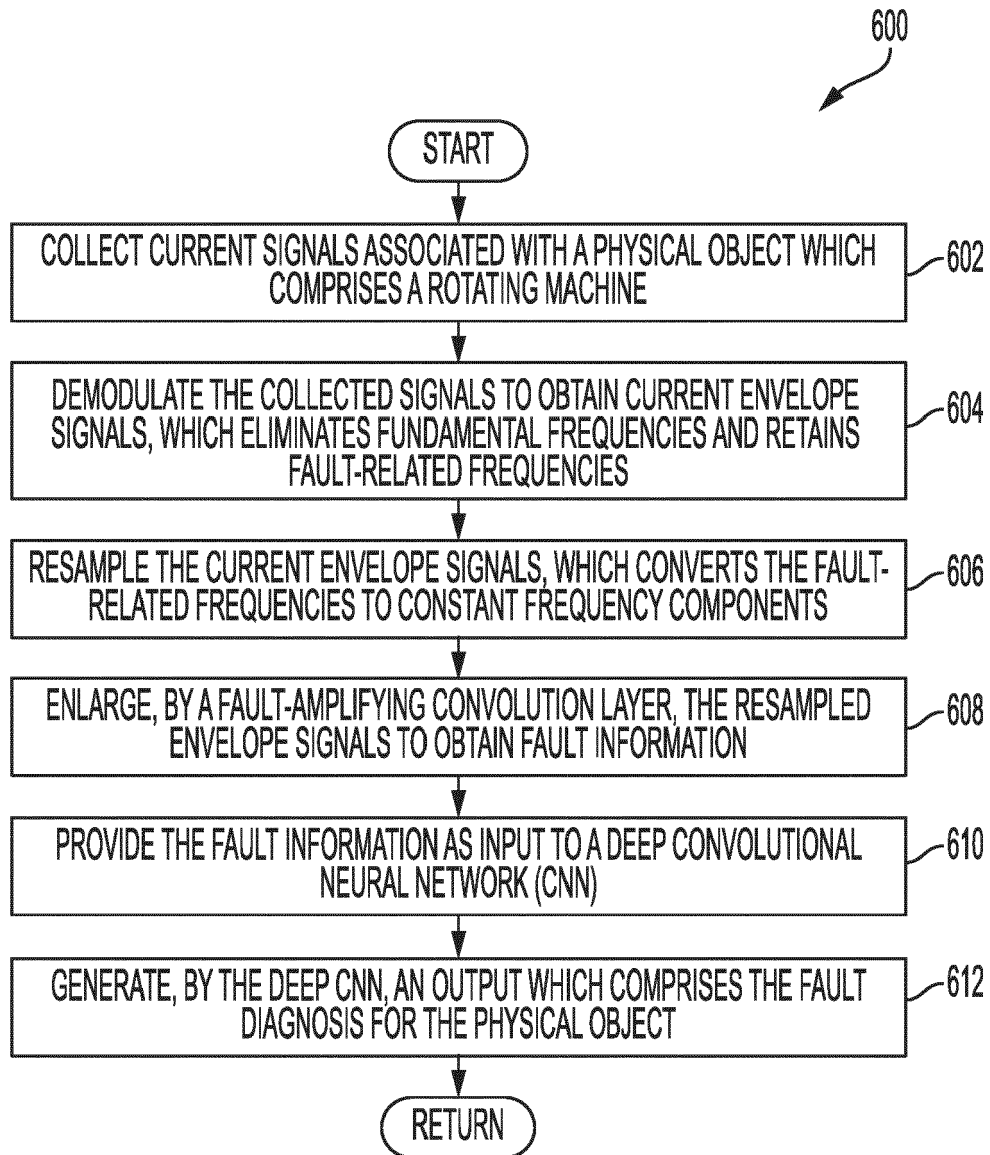 600
START
COLLECT CURRENT SIGNALS ASSOCIATED WITH A PHYSICAL OBJECT WHICH
COMPRISES A ROTATING MACHINE
602
DEMODULATE THE COLLECTED SIGNALS TO OBTAIN CURRENT ENVELOPE
SIGNALS, WHICH ELIMINATES FUNDAMENTAL FREQUENCIES AND RETAINS
FAULT-RELATED FREQUENCIES
604
RESAMPLE THE CURRENT ENVELOPE SIGNALS, WHICH CONVERTS THE FAULT-
RELATED FREQUENCIES TO CONSTANT FREQUENCY COMPONENTS
606
ENLARGE, BY A FAULT-AMPLIFYING CONVOLUTION LAYER, THE RESAMPLED
ENVELOPE SIGNALS TO OBTAIN FAULT INFORMATION
608
PROVIDE THE FAULT INFORMATION AS INPUT TO A DEEP CONVOLUTIONAL
NEURAL NETWORK (CNN)
610
GENERATE, BY THE DEEP CNN, AN OUTPUT WHICH COMPRISES THE FAULT
DIAGNOSIS FOR THE PHYSICAL OBJECT
612
RETURN